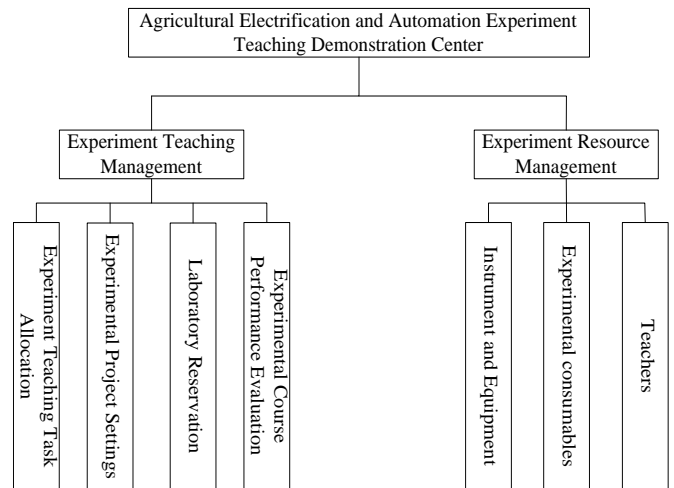 Agricultural Electrification and Automation Experiment
Teaching Demonstration Center
Experiment Teaching
Management
Experiment Resource
Management
Experiment Teaching Task
Allocation
Experimental Project Settings
Laboratory Reservation
Experimental Course
Performance Evaluation
Instrument and Equipment
Experimental consumables
Teachers